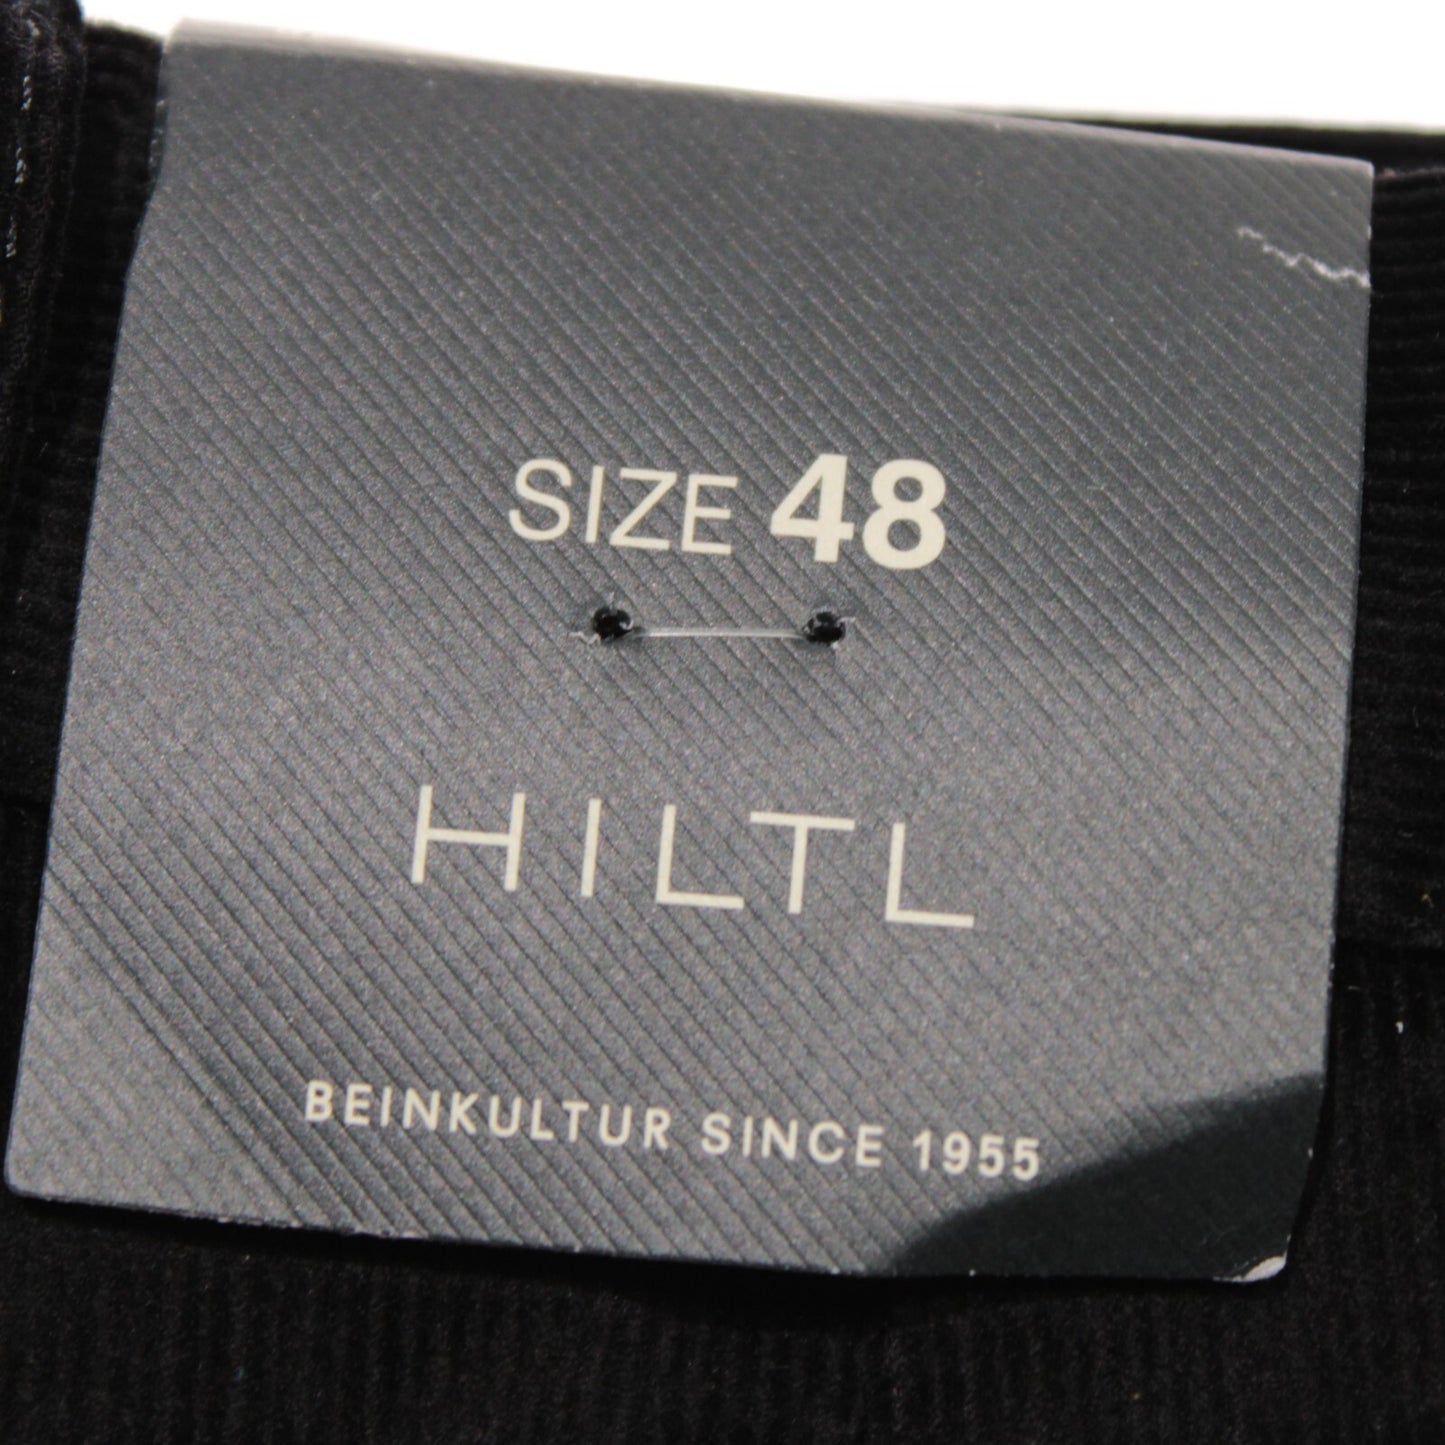 SIZE 48
HILTL
BEINKULTUR SINCE 1955